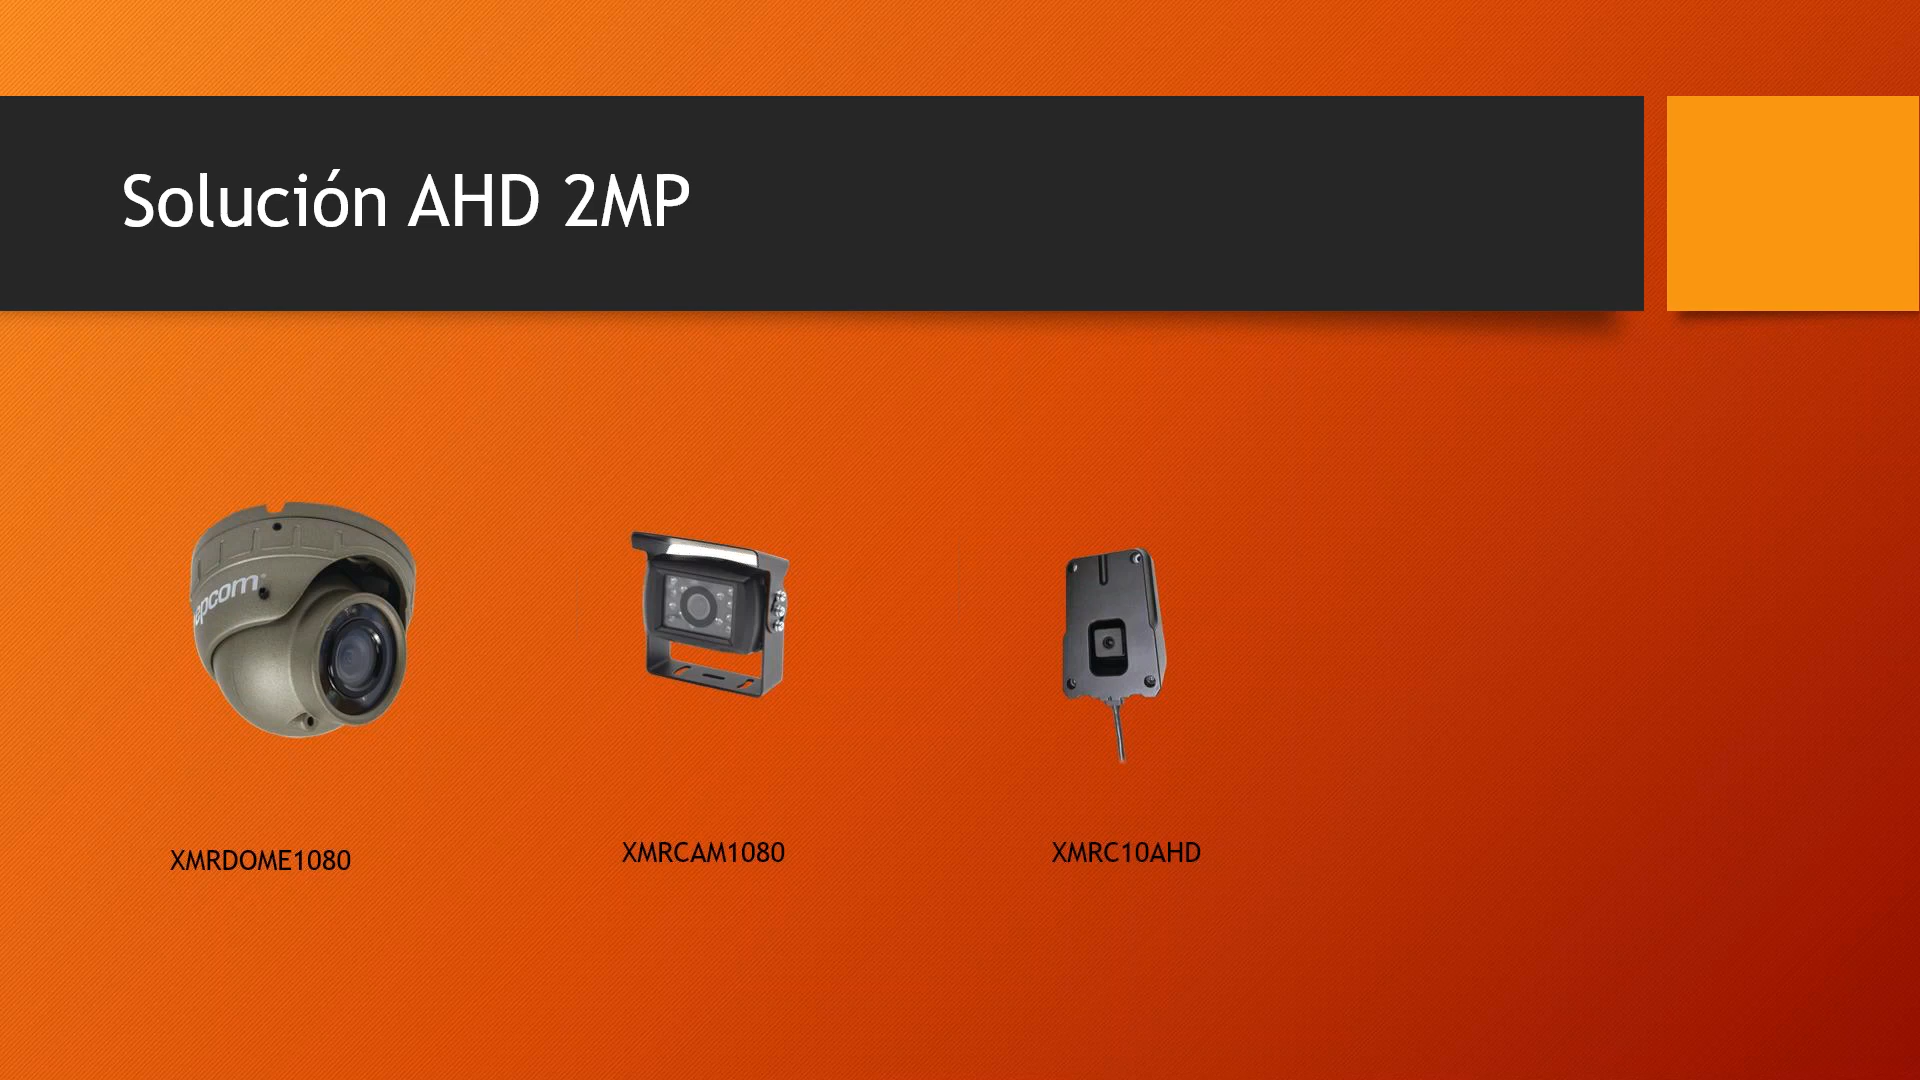 Solución AHD 2MP
epcom
XMRDOME1080
XMRCAM1080
XMRC10AHD